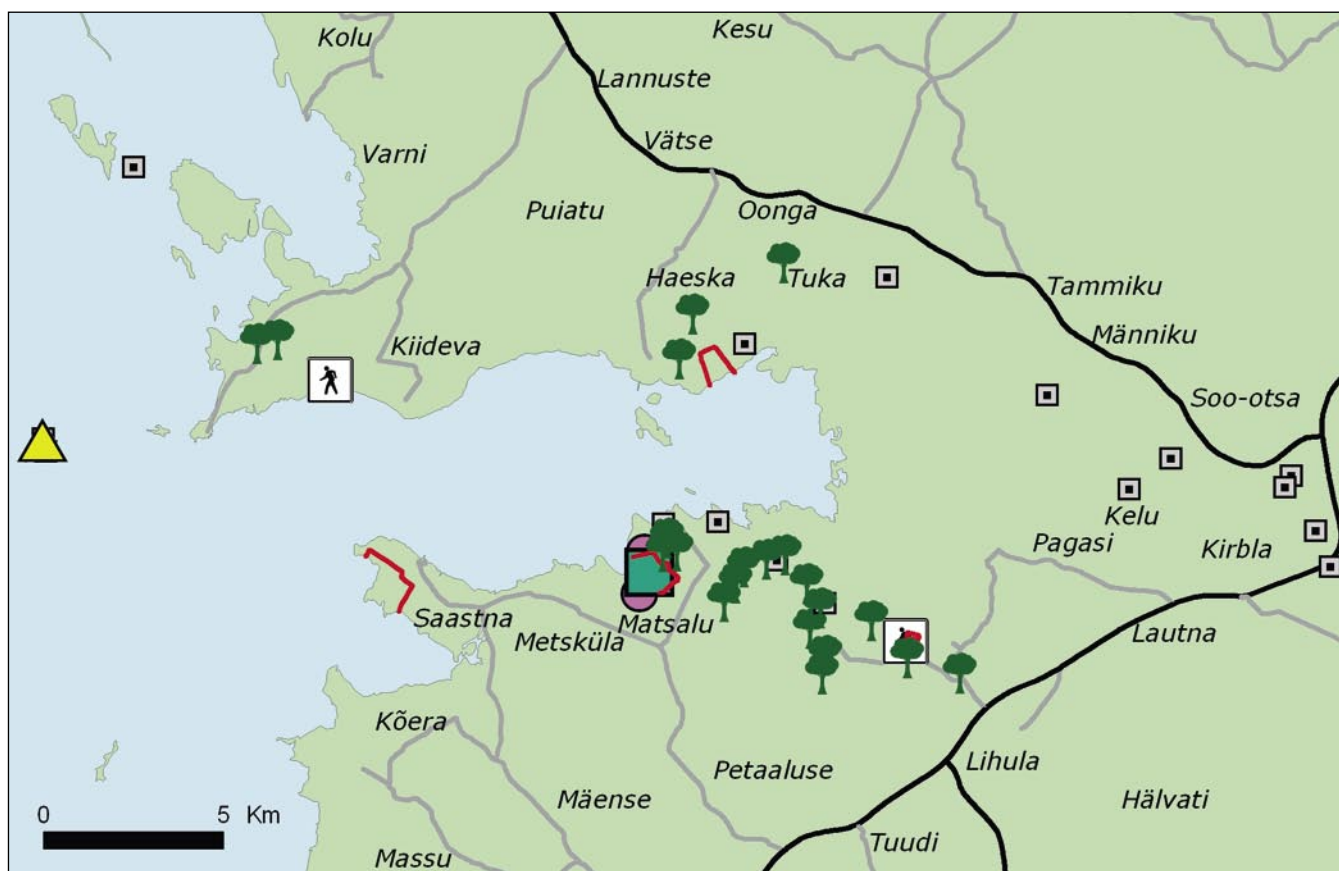 Kolu
Kesu
Lannuste
Vätse
Varni
Puiatu
Oonga
Haeska
Tuka
Tammiku
Männiku
Kiideva
Soo-otsa
Kelu
Pagasi
Kirbla
Saastna
Matsalu
Metsküla
Lautna
Kõera
Petaaluse
Lihula
Mäense
Hälvati
0 5 Km
Tuudi
Massu